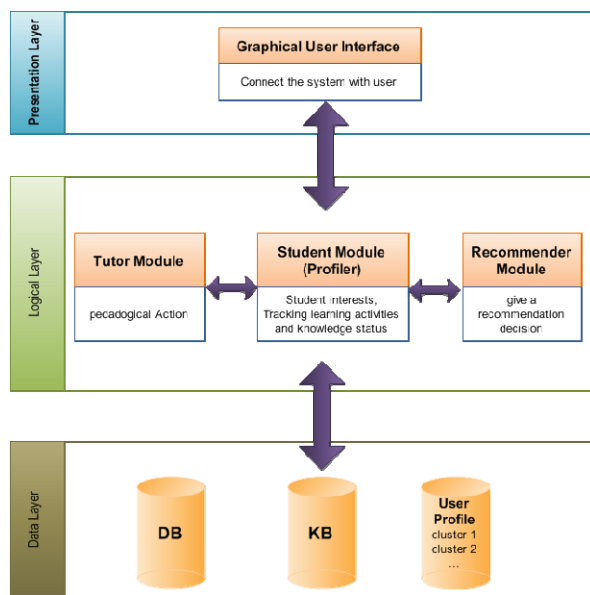 Presentation Layer
Graphical User Interface
Connect the system with user
Logical Layer
Tutor Module
pecadogical Action
Student Module
(Profiler)
Student interests,
Tracking learning activities
and knowledge status
Recommender
Module
give a
recommendation
decision
Data Layer
DB
KB
User
Profile
cluster 1
cluster 2
...